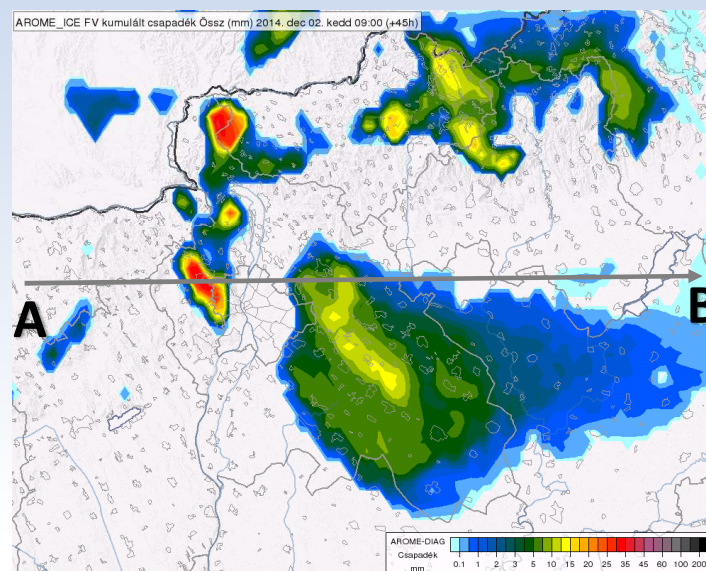 AROME_ICE FV kumulált csapadék Össz (mm) 2014. dec 02. kedd 09:00 (+45h)
A
B
AROME-DIAG
Csapadék
mm
0.1 1 2 3 5 10 15 20 25 35 45 60 100 200